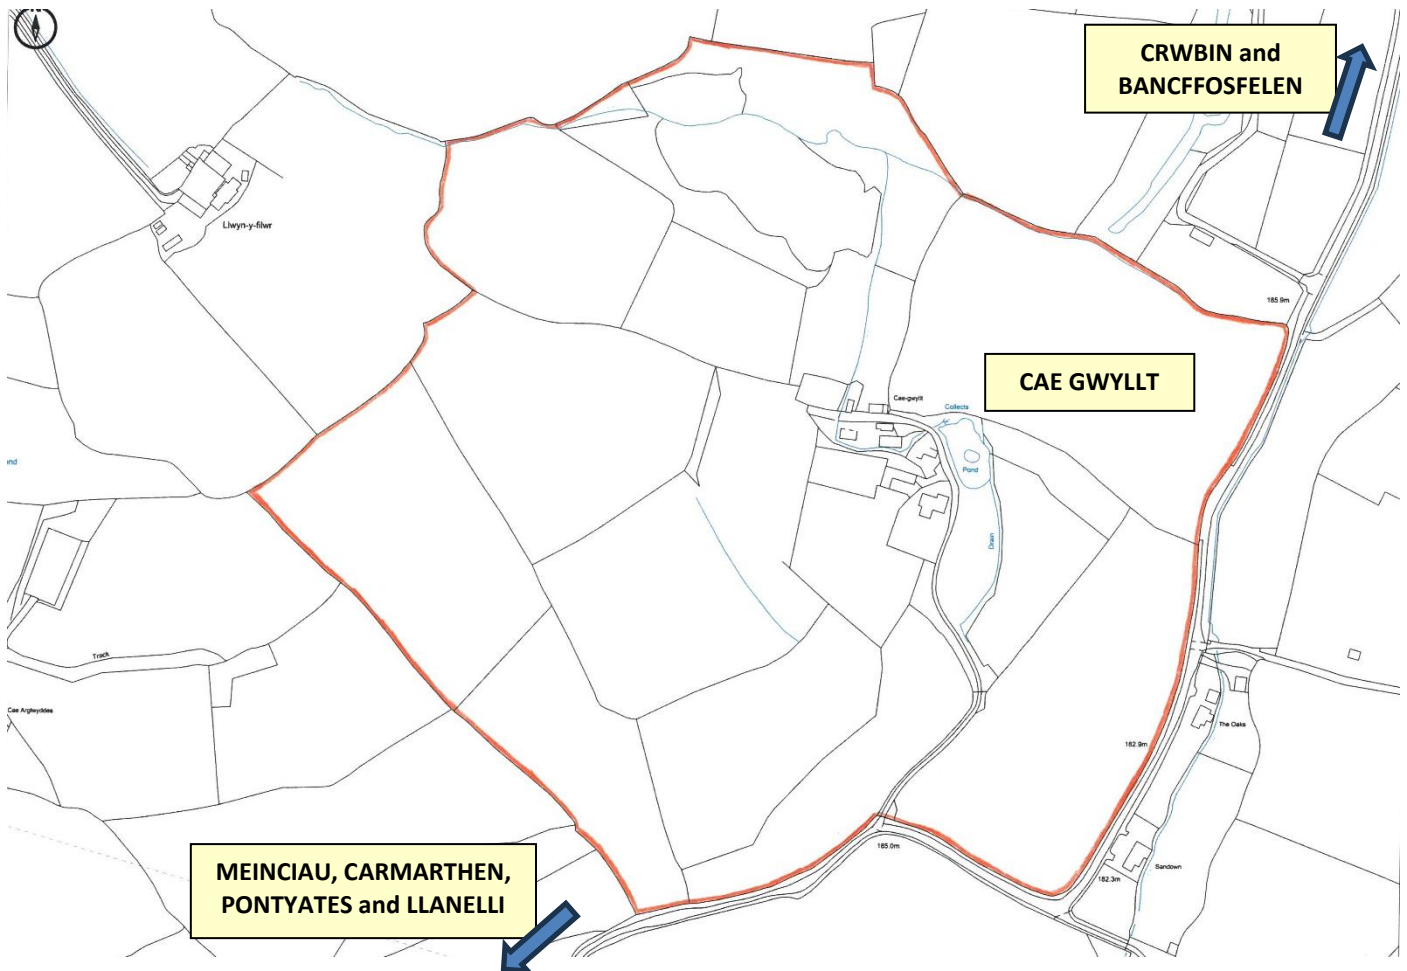 CRWBIN and
BANCFFOSFELEN
Llwyn-y-filwr
185.9m
CAE GWYLLT
Cae-gwyllt
Collects
Pond
Drain
Track
Cae Arglwyddes
The Oaks
182.9m
185.0m
Sandown
182.3m
MEINCIAU, CARMARTHEN,
PONTYATES and LLANELLI